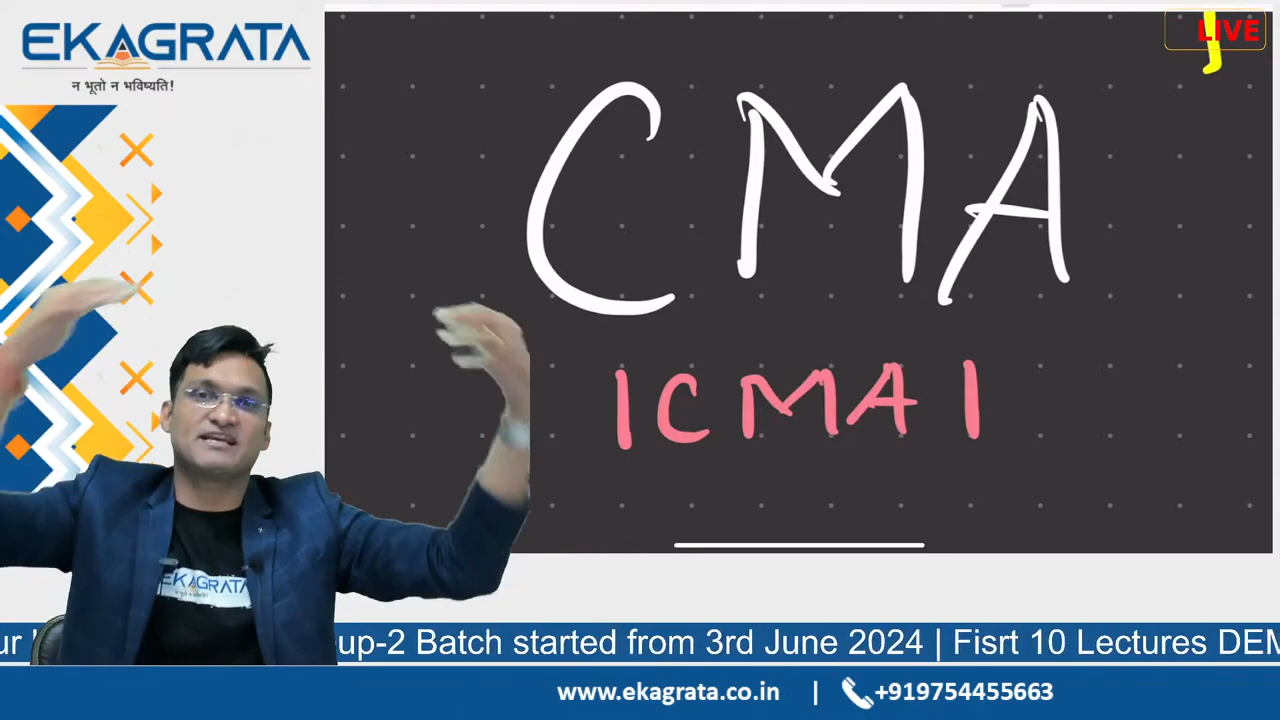 EKAGRATA
न भूतो न भविष्यति!
LIVE
CMA
ICMAI
EKAGRATA
up-2 Batch started from 3rd June 2024 | Fisrt 10 Lectures DEM
www.ekagrata.co.in | +919754455663